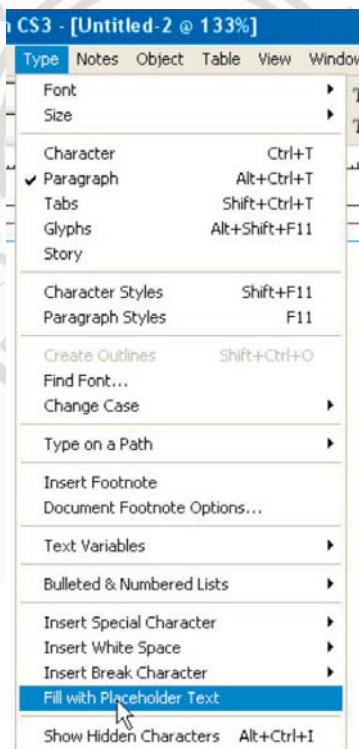 CS3 - [Untitled-2 @ 133%]
Type Notes Object Table View
Font
Size
Character Ctrl+T
✔ Paragraph Alt+Ctrl+T
Tabs Shift+Ctrl+T
Glyphs Alt+Shift+F11
Story
Character Styles Shift+F11
Paragraph Styles F11
Create Outlines Shift+Ctrl+O
Find Font...
Change Case
Type on a Path
Insert Footnote
Document Footnote Options...
Text Variables
Bulleted & Numbered Lists
Insert Special Character
Insert White Space
Insert Break Character
Fill with Placeholder Text
Show Hidden Characters Alt+Ctrl+I